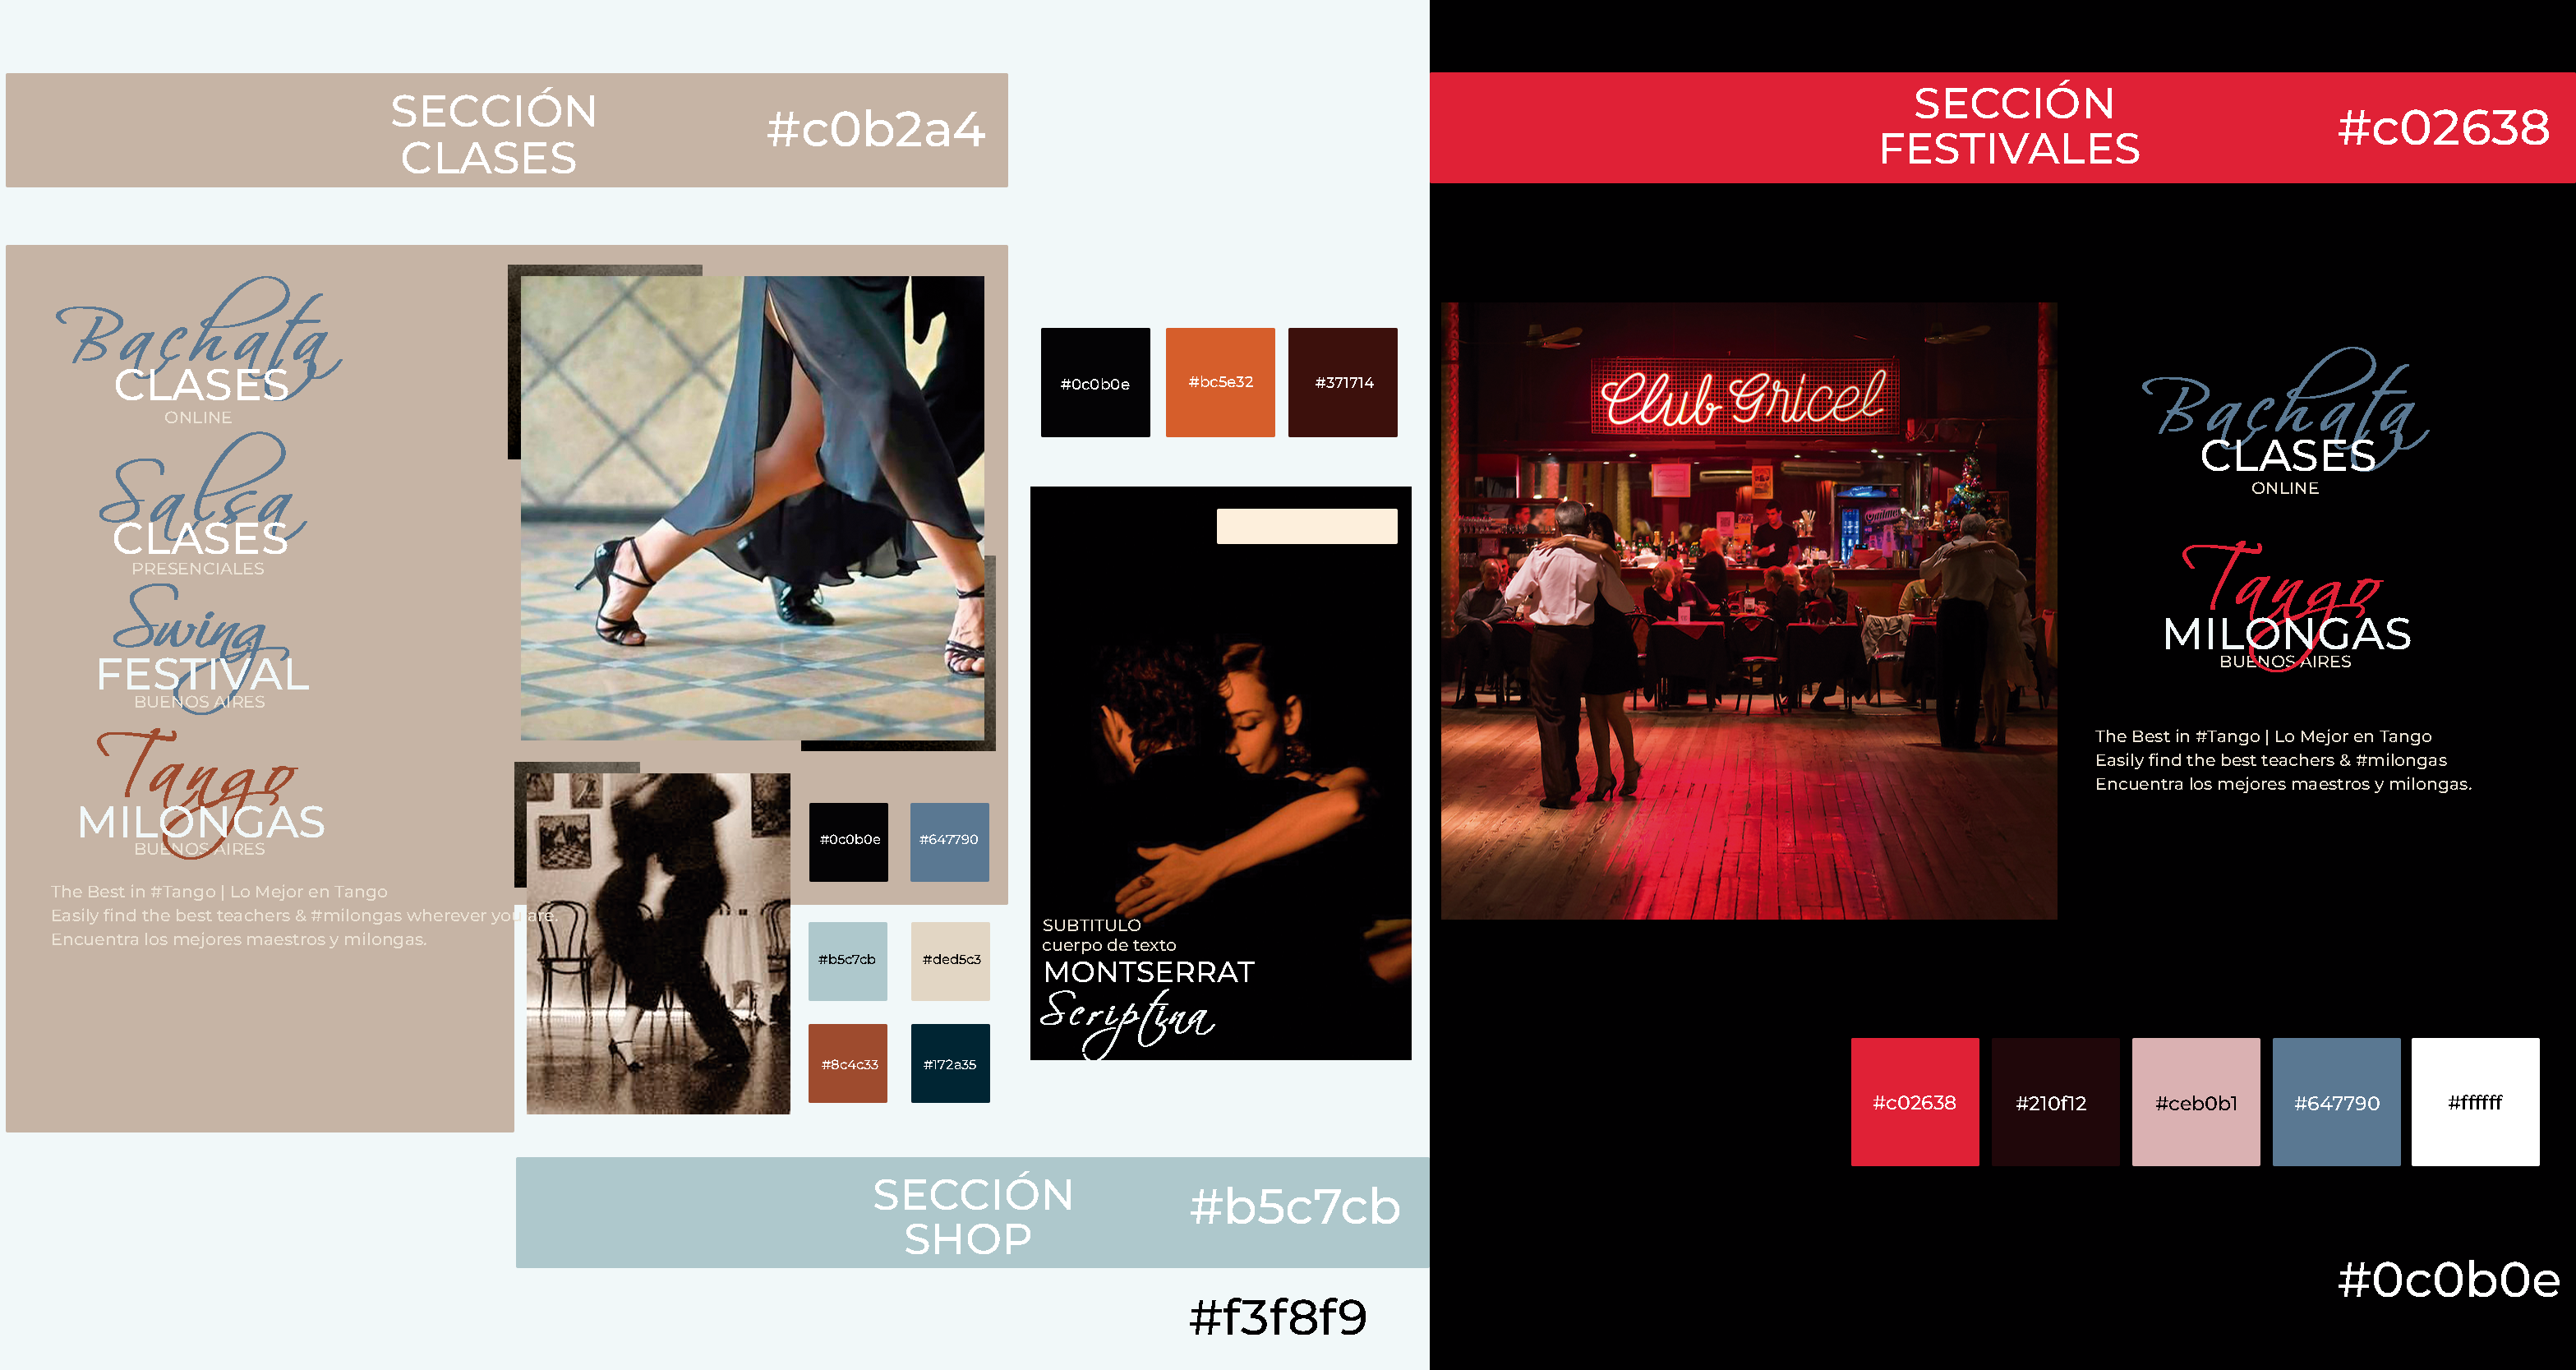 SECCIÓN
CLASES
#c0b2a4
Bachata
CLASES
ONLINE
Salsa
CLASES
PRESENCIALES
Swing
FESTIVAL
BUENOS AIRES
Tango
MILONGAS
BUENOS AIRES
The Best in #Tango | Lo Mejor en Tango
Easily find the best teachers & #milongas wherever you are.
Encuentra los mejores maestros y milongas.
#0c0b0e
#647790
#b5c7cb
#ded5c3
#8c4c33
#172a35
#0c0b0e
#bc5e32
#371714
SUBTITULO
cuerpo de texto
MONTSERRAT
Scriptina
SECCIÓN
SHOP
#b5c7cb
#f3f8f9
SECCIÓN
FESTIVALES
#c02638
Club Gricel
Bachata
CLASES
ONLINE
Tango
MILONGAS
BUENOS AIRES
The Best in #Tango | Lo Mejor en Tango
Easily find the best teachers & #milongas
Encuentra los mejores maestros y milongas.
#c02638
#210f12
#ceb0b1
#647790
#ffffff
#0c0b0e